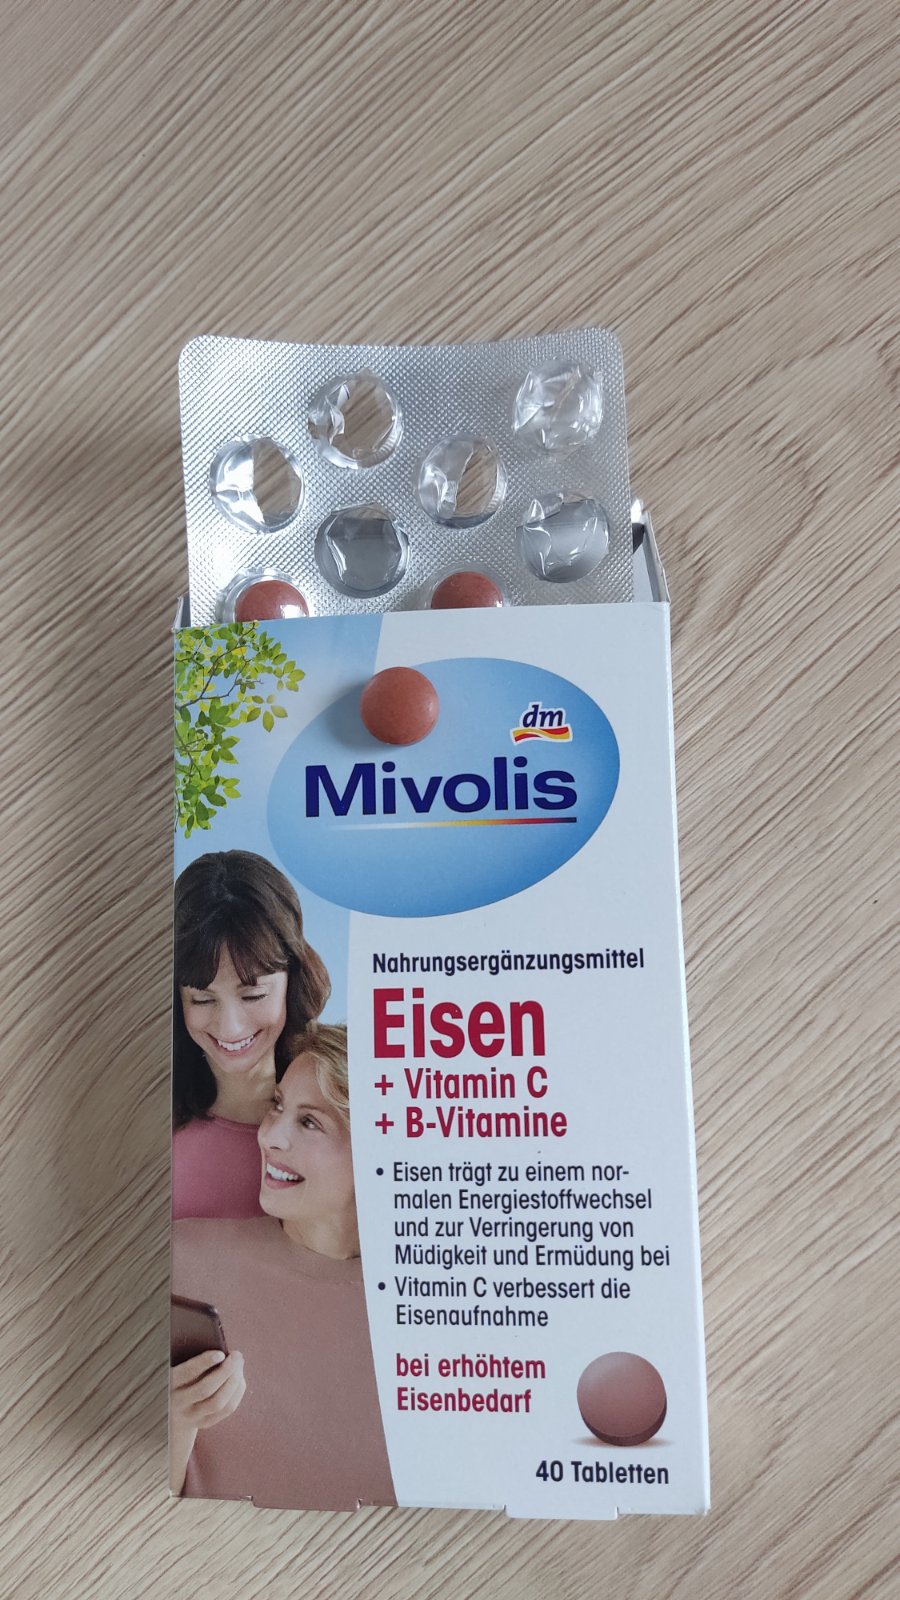 dm
Mivolis
Nahrungsergänzungsmittel
Eisen
+ Vitamin C
+ B-Vitamine
• Eisen trägt zu einem nor-
malen Energiestoffwechsel
und zur Verringerung von
Müdigkeit und Ermüdung bei
• Vitamin C verbessert die
Eisenaufnahme
bei erhöhtem
Eisenbedarf
40 Tabletten